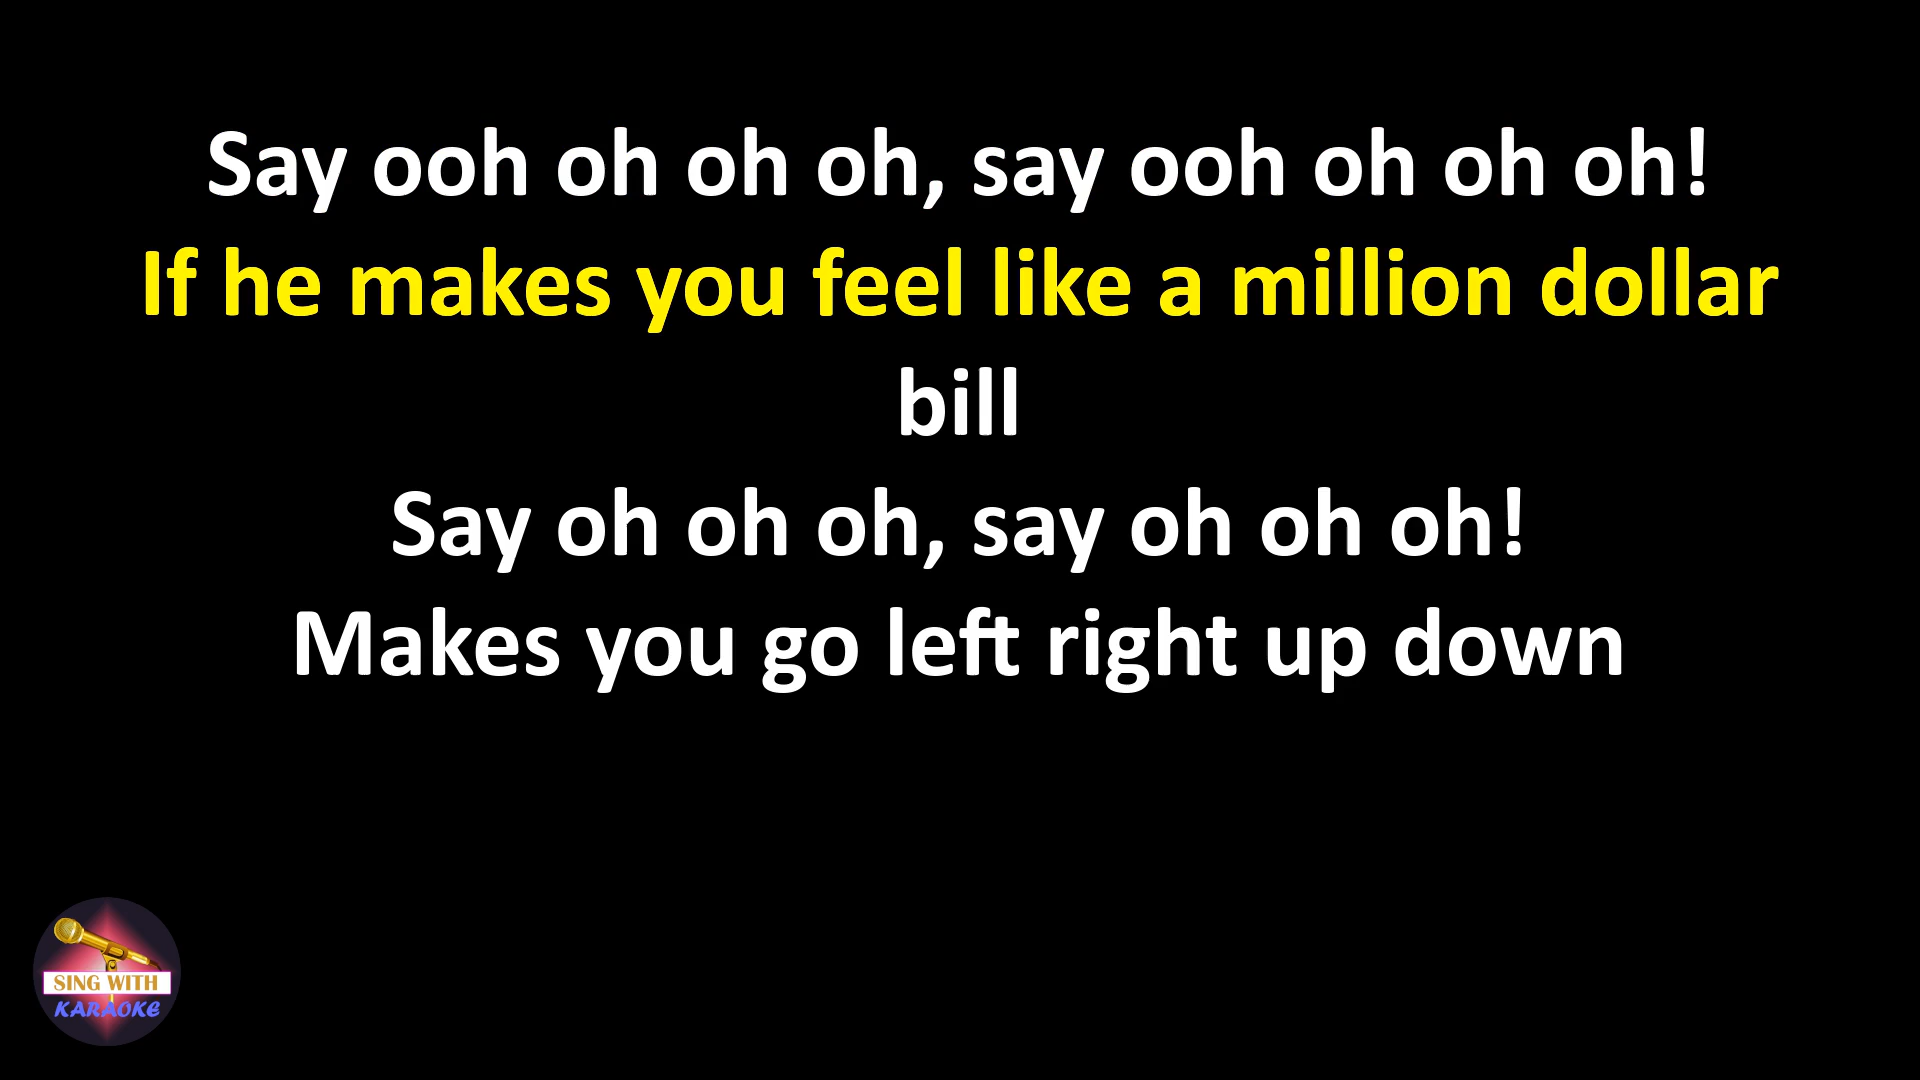 Say ooh oh oh oh, say ooh oh oh oh!
If he makes you feel like a million dollar
bill
Say oh oh oh, say oh oh oh!
Makes you go left right up down
SING WITH
KARAOKE